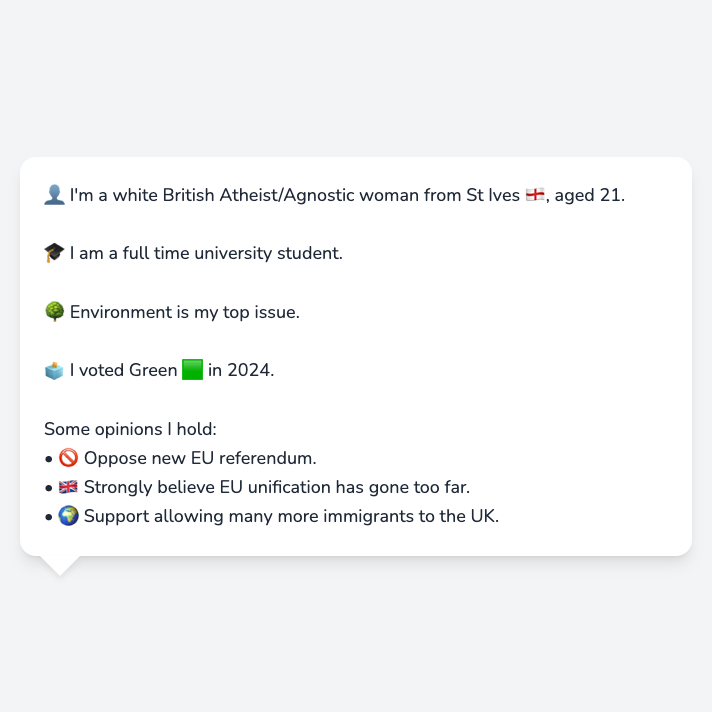 👤 I'm a white British Atheist/Agnostic woman from St Ives 🏴󠁧󠁢󠁥󠁮󠁧󠁿, aged 21.
🎓 I am a full time university student.
🌳 Environment is my top issue.
🗳️ I voted Green 🟩 in 2024.
Some opinions I hold:
• 🚫 Oppose new EU referendum.
• 🇬🇧 Strongly believe EU unification has gone too far.
• 🌍 Support allowing many more immigrants to the UK.